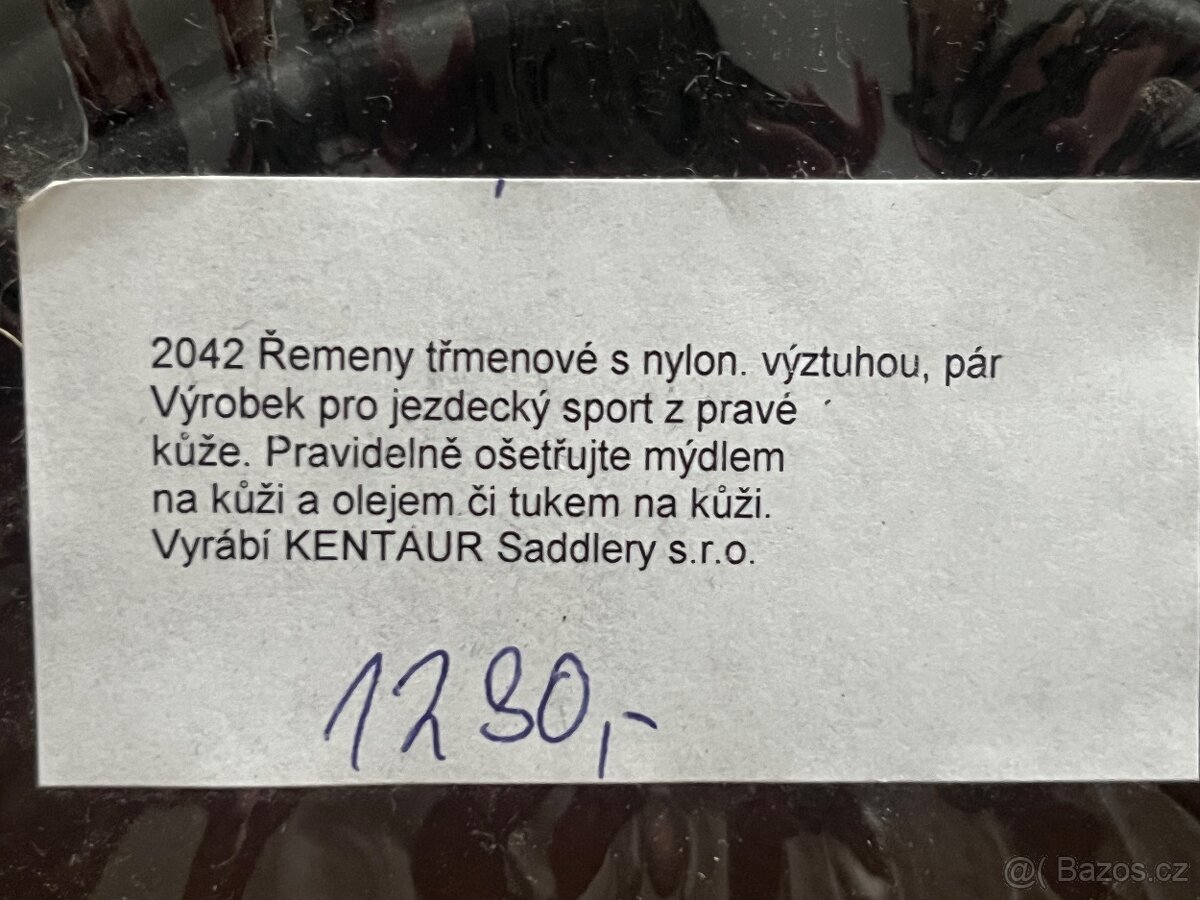 2042 Řemeny třmenové s nylon. výztuhou, pár
Výrobek pro jezdecký sport z pravé
kůže. Pravidelně ošetřujte mýdlem
na kůži a olejem či tukem na kůži.
Vyrábí KENTAUR Saddlery s.r.o.
1290,-
@( Bazos.cz